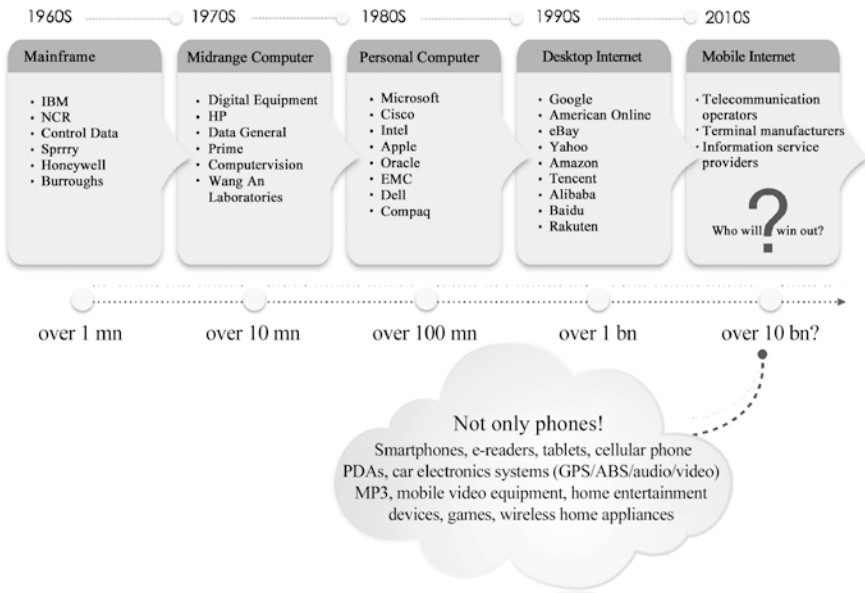 1960S
1970S
1980S
1990S
2010S
Mainframe
• IBM
• NCR
• Control Data
• Sprrry
• Honeywell
• Burroughs
Midrange Computer
• Digital Equipment
• HP
• Data General
• Prime
• Computervision
• Wang An
Laboratories
Personal Computer
• Microsoft
• Cisco
• Intel
• Apple
• Oracle
• EMC
• Dell
• Compaq
Desktop Internet
• Google
• American Online
• eBay
• Yahoo
• Amazon
• Tencent
• Alibaba
• Baidu
• Rakuten
Mobile Internet
· Telecommunication
operators
· Terminal manufacturers
· Information service
providers
?
Who will win out?
over 1 mn
over 10 mn
over 100 mn
over 1 bn
over 10 bn?
Not only phones!
Smartphones, e-readers, tablets, cellular phone
PDAs, car electronics systems (GPS/ABS/audio/video)
MP3, mobile video equipment, home entertainment
devices, games, wireless home appliances